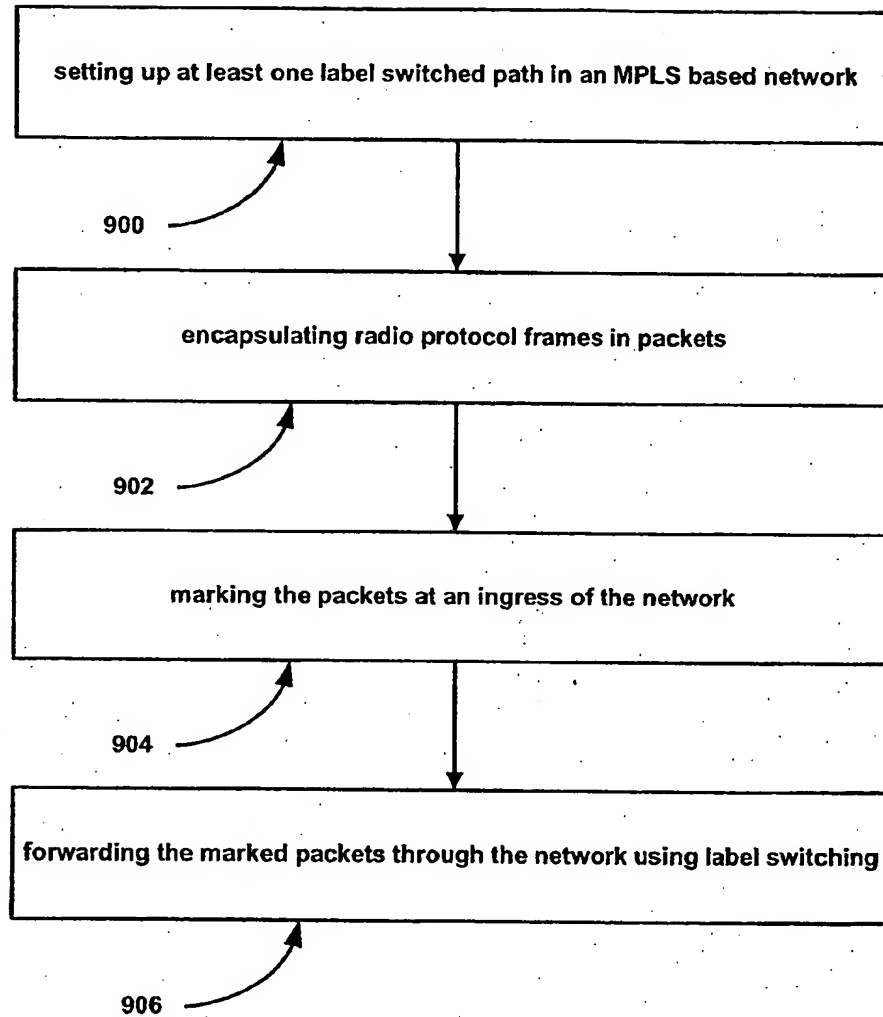 setting up at least one label switched path in an MPLS based network
900
encapsulating radio protocol frames in packets
902
marking the packets at an ingress of the network
904
forwarding the marked packets through the network using label switching
906